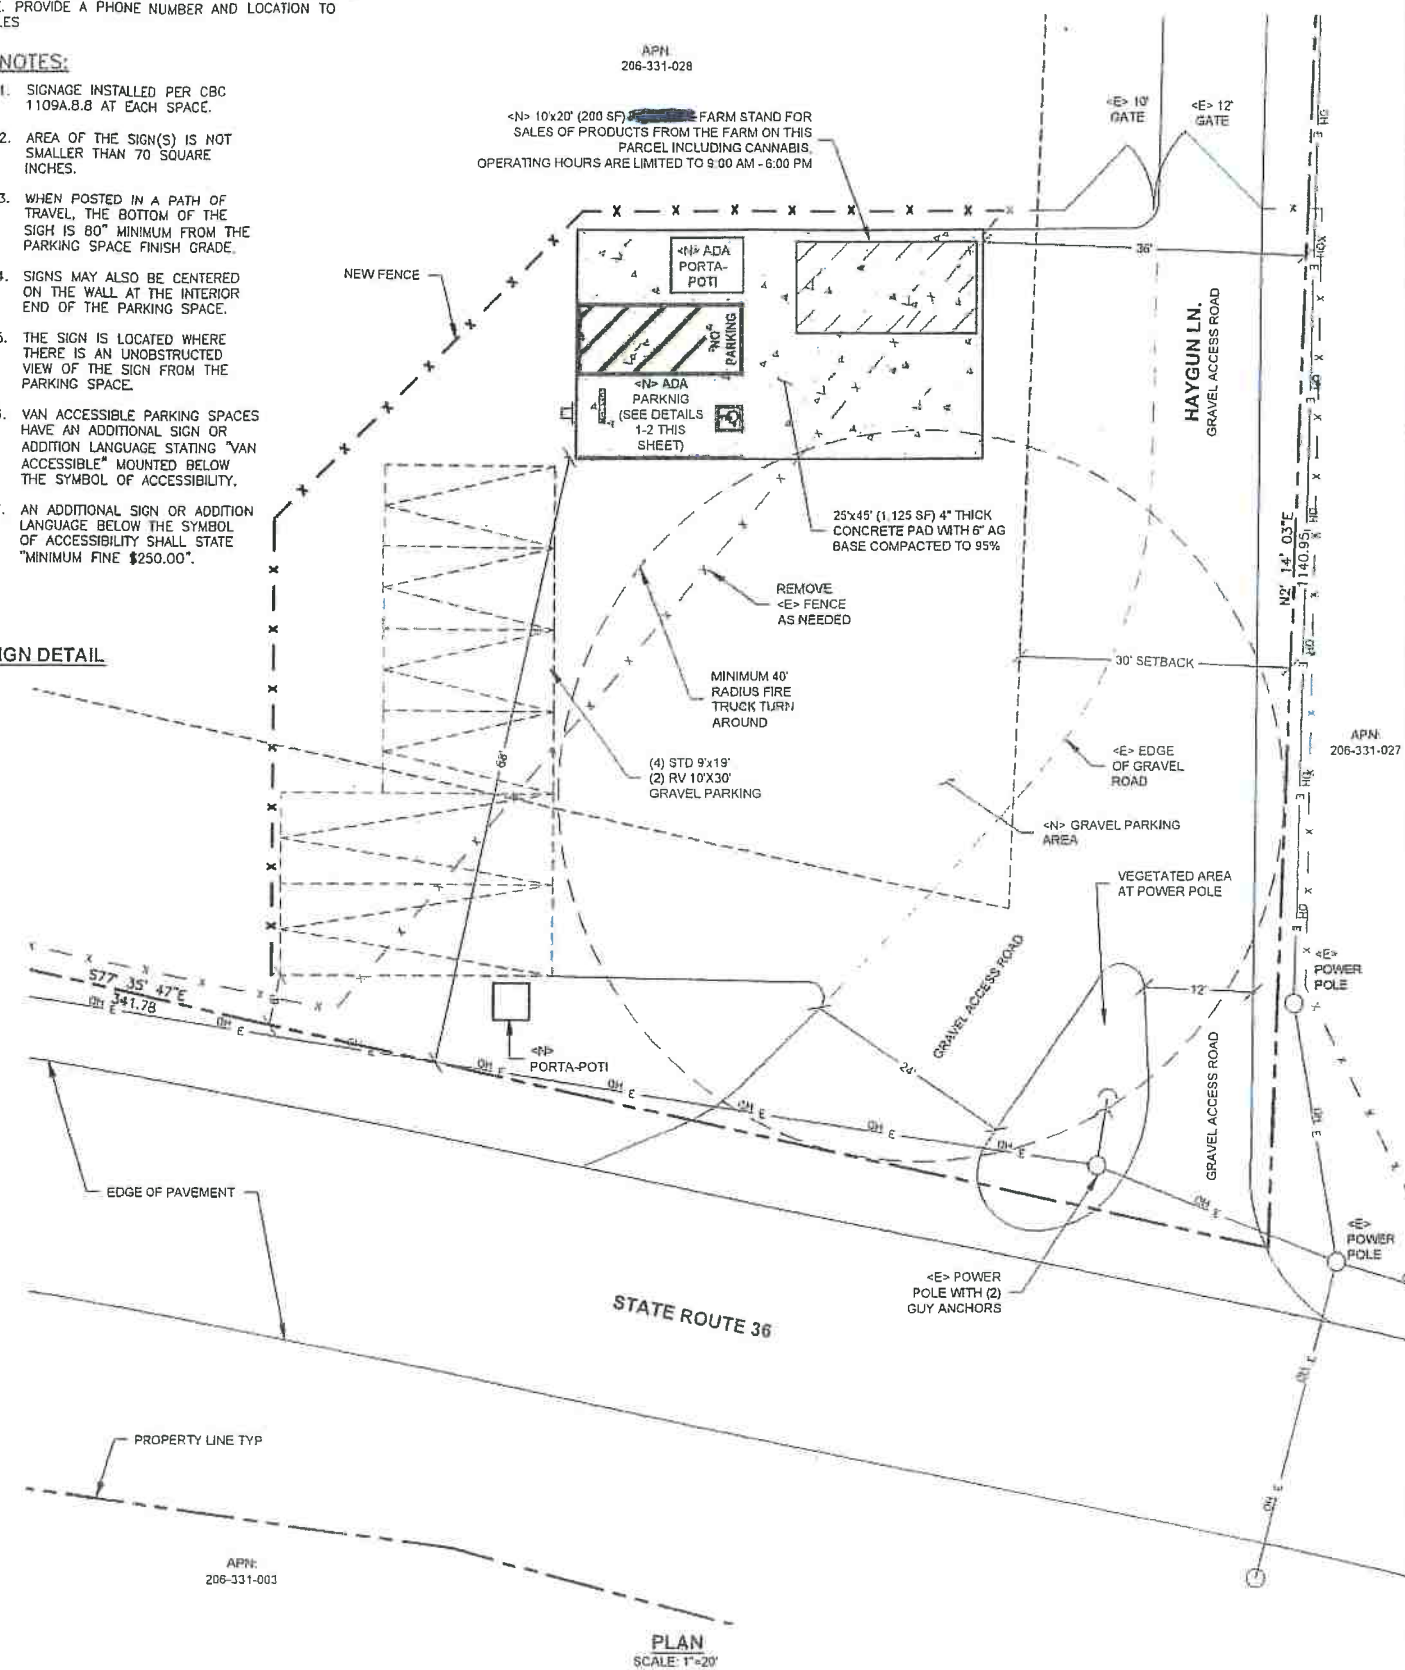 . PROVIDE A PHONE NUMBER AND LOCATION TO
LES
NOTES:
1. SIGNAGE INSTALLED PER CBC
1109A.8.8 AT EACH SPACE.
2. AREA OF THE SIGN(S) IS NOT
SMALLER THAN 70 SQUARE
INCHES.
3. WHEN POSTED IN A PATH OF
TRAVEL, THE BOTTOM OF THE
SIGH IS 80" MINIMUM FROM THE
PARKING SPACE FINISH GRADE.
SIGNS MAY ALSO BE CENTERED
ON THE WALL AT THE INTERIOR
END OF THE PARKING SPACE.
THE SIGN IS LOCATED WHERE
THERE IS AN UNOBSTRUCTED
VIEW OF THE SIGN FROM THE
PARKING SPACE.
VAN ACCESSIBLE PARKING SPACES
HAVE AN ADDITIONAL SIGN OR
ADDITION LANGUAGE STATING "VAN
ACCESSIBLE" MOUNTED BELOW
THE SYMBOL OF ACCESSIBILITY.
AN ADDITIONAL SIGN OR ADDITION
LANGUAGE BELOW THE SYMBOL
OF ACCESSIBILITY SHALL STATE
"MINIMUM FINE $250.00".
IGN DETAIL
APN:
206-331-028
<N> 10'x20' (200 SF) FARM STAND FOR
SALES OF PRODUCTS FROM THE FARM ON THIS
PARCEL INCLUDING CANNABIS.
OPERATING HOURS ARE LIMITED TO 9:00 AM - 6:00 PM
<E> 10'
GATE
<E> 12'
GATE
NEW FENCE
<N> ADA
PORTA-
POTI
"NO"
PARKING
<N> ADA
PARKNIG
(SEE DETAILS
1-2 THIS
SHEET)
36'
HAYGUN LN.
GRAVEL ACCESS ROAD
25'x45' (1,125 SF) 4" THICK
CONCRETE PAD WITH 6" AG
BASE COMPACTED TO 95%
REMOVE
<E> FENCE
AS NEEDED
N2° 14' 03"E
1140.95
30' SETBACK
MINIMUM 40'
RADIUS FIRE
TRUCK TURN
AROUND
68'
(4) STD 9'x19'
(2) RV 10'X30'
GRAVEL PARKING
<E> EDGE
OF GRAVEL
ROAD
APN:
206-331-027
<N> GRAVEL PARKING
AREA
VEGETATED AREA
AT POWER POLE
GRAVEL ACCESS ROAD
12'
<E>
POWER
POLE
S77° 35' 47"E
341.78
<N>
PORTA-POTI
24'
GRAVEL ACCESS ROAD
EDGE OF PAVEMENT
<E>
POWER
POLE
<E> POWER
POLE WITH (2)
GUY ANCHORS
STATE ROUTE 36
PROPERTY LINE TYP
APN:
206-331-003
PLAN
SCALE: 1"=20'